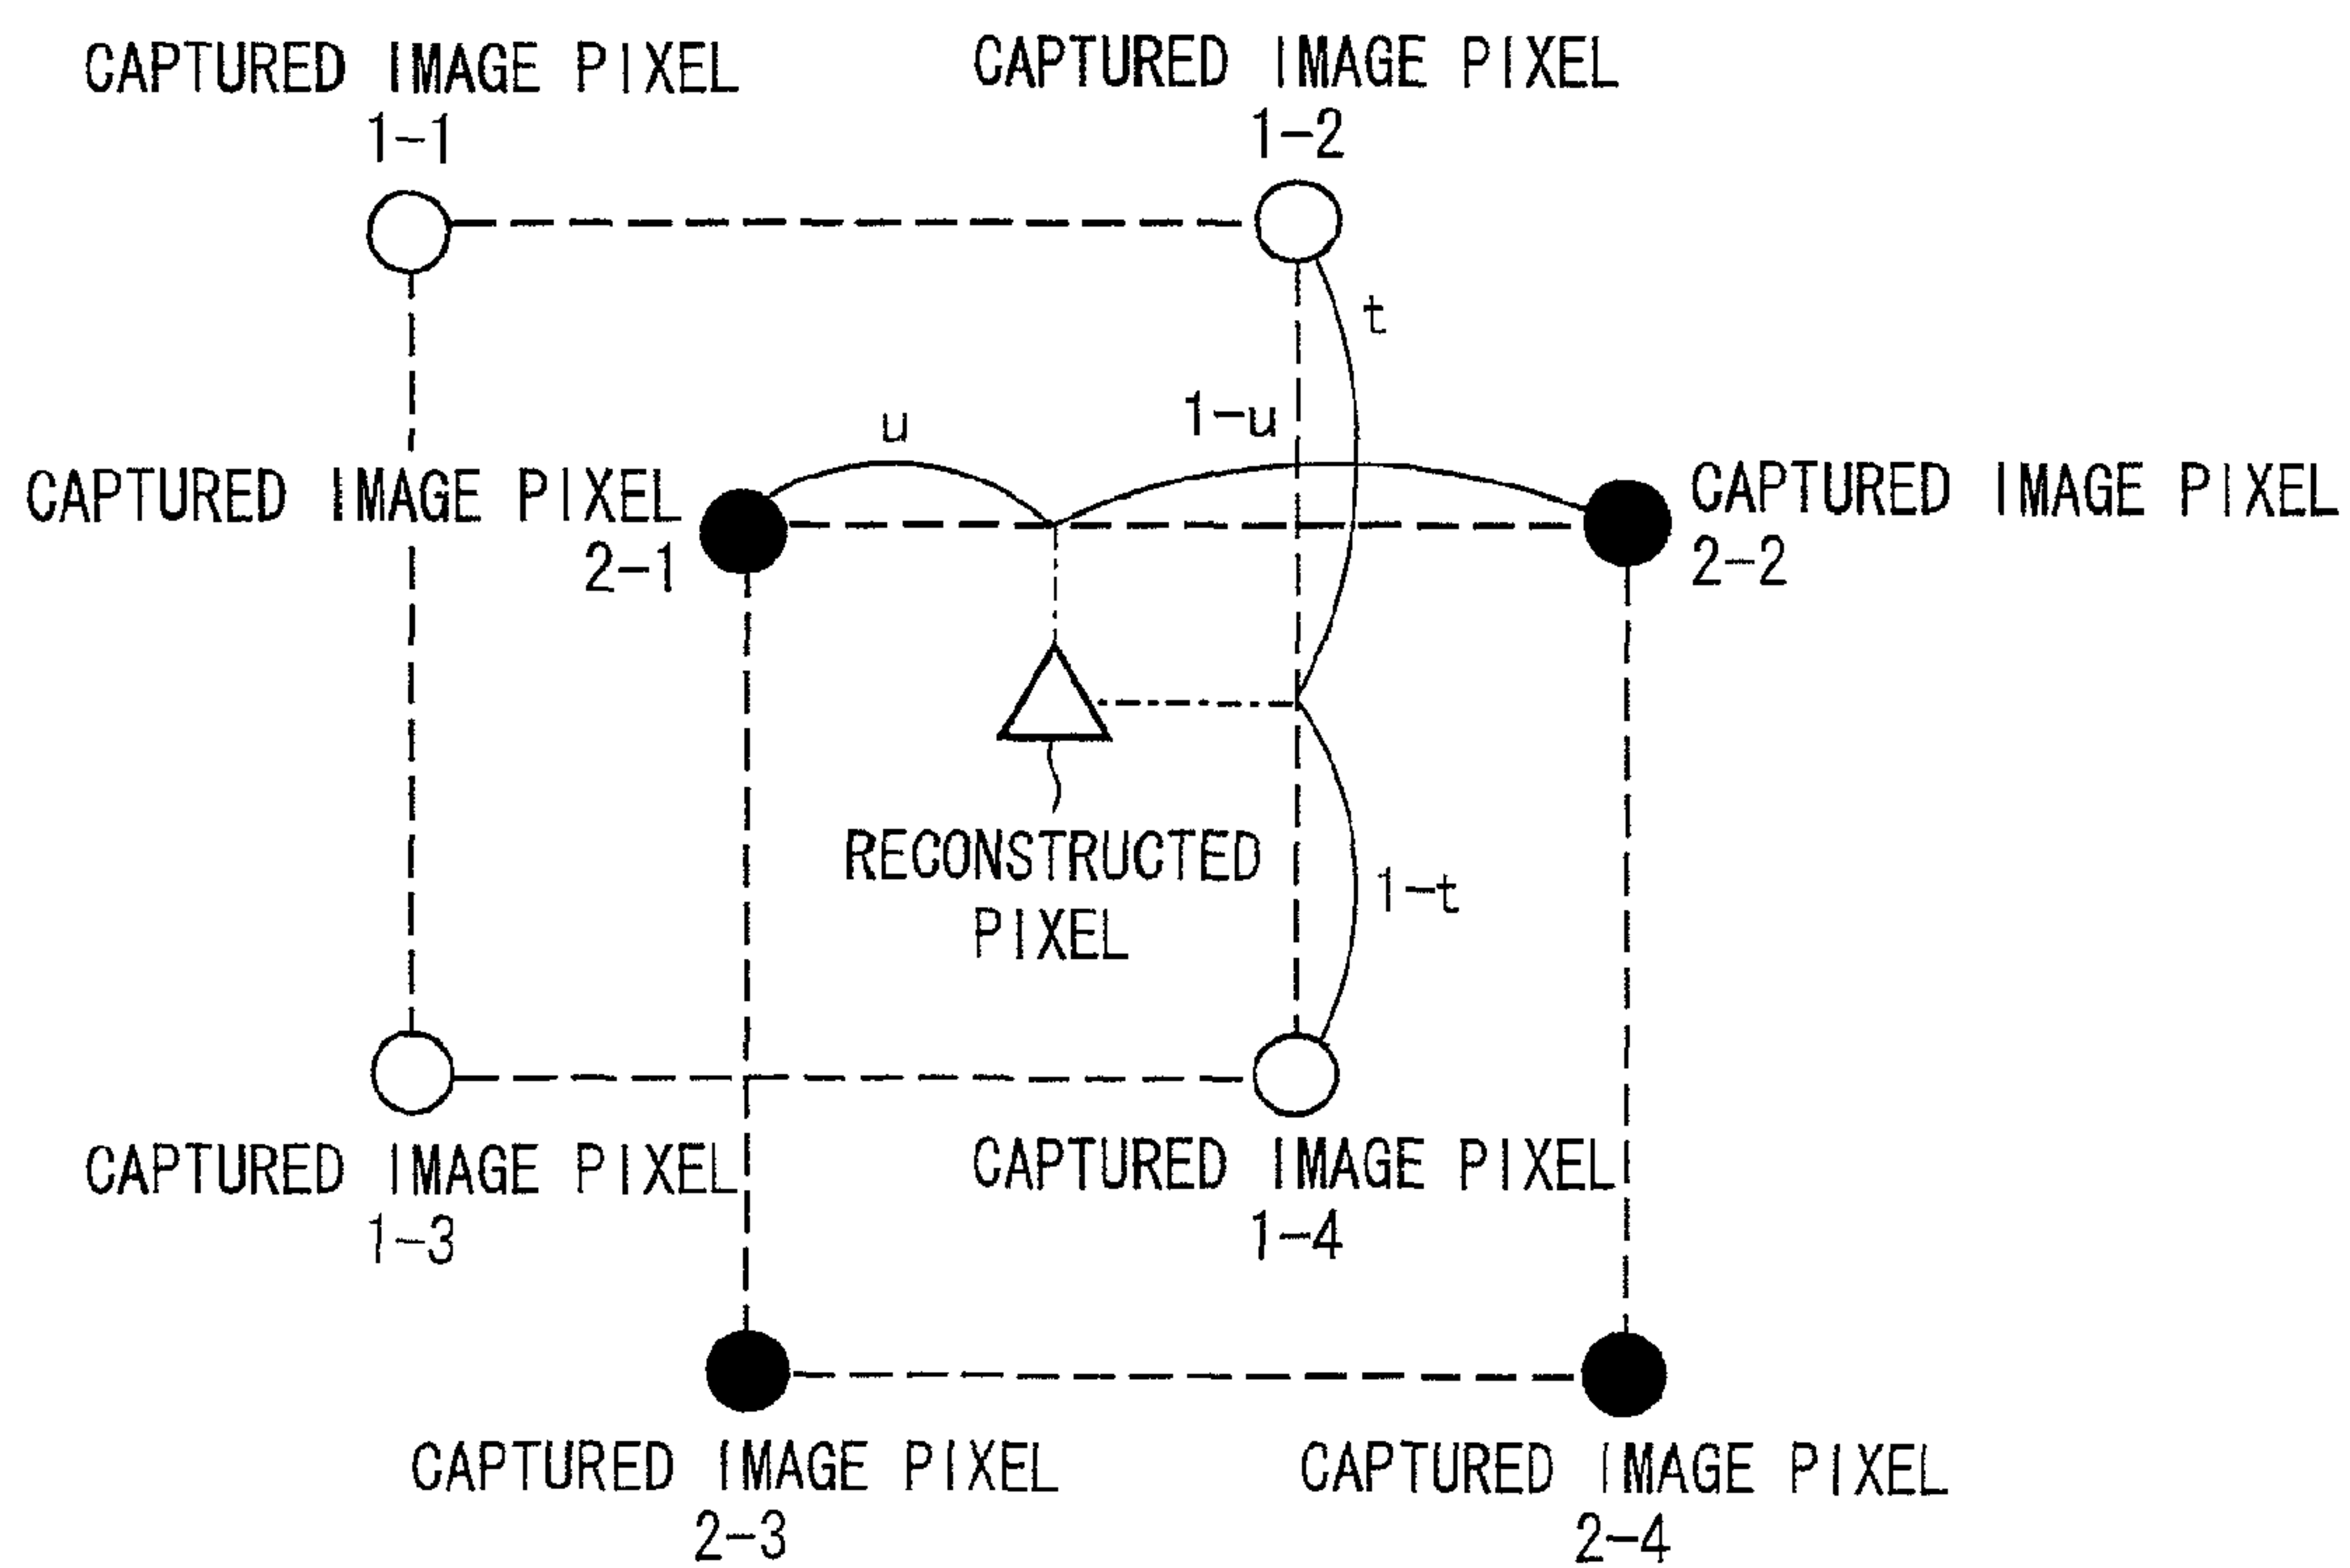 CAPTURED IMAGE PIXEL
1-1
CAPTURED IMAGE PIXEL
1-2
t
u
1-u
CAPTURED IMAGE PIXEL
2-1
CAPTURED IMAGE PIXEL
2-2
RECONSTRUCTED
PIXEL
1-t
CAPTURED IMAGE PIXEL
1-3
CAPTURED IMAGE PIXEL
1-4
CAPTURED IMAGE PIXEL
2-3
CAPTURED IMAGE PIXEL
2-4